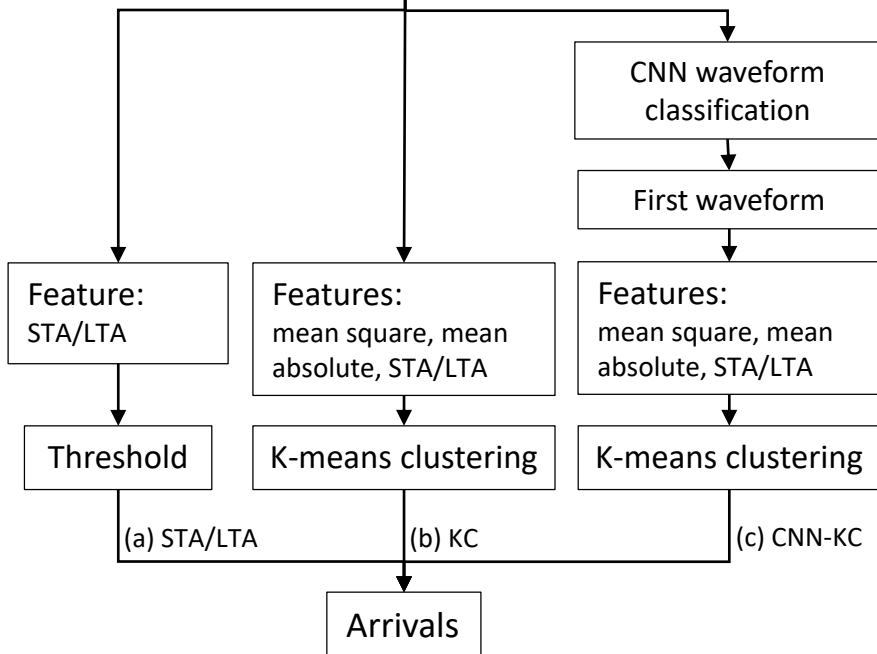 CNN waveform
classification
First waveform
Feature:
STA/LTA
Features:
mean square, mean
absolute, STA/LTA
Features:
mean square, mean
absolute, STA/LTA
Threshold
K-means clustering
K-means clustering
(a) STA/LTA
(b) KC
(c) CNN-KC
Arrivals